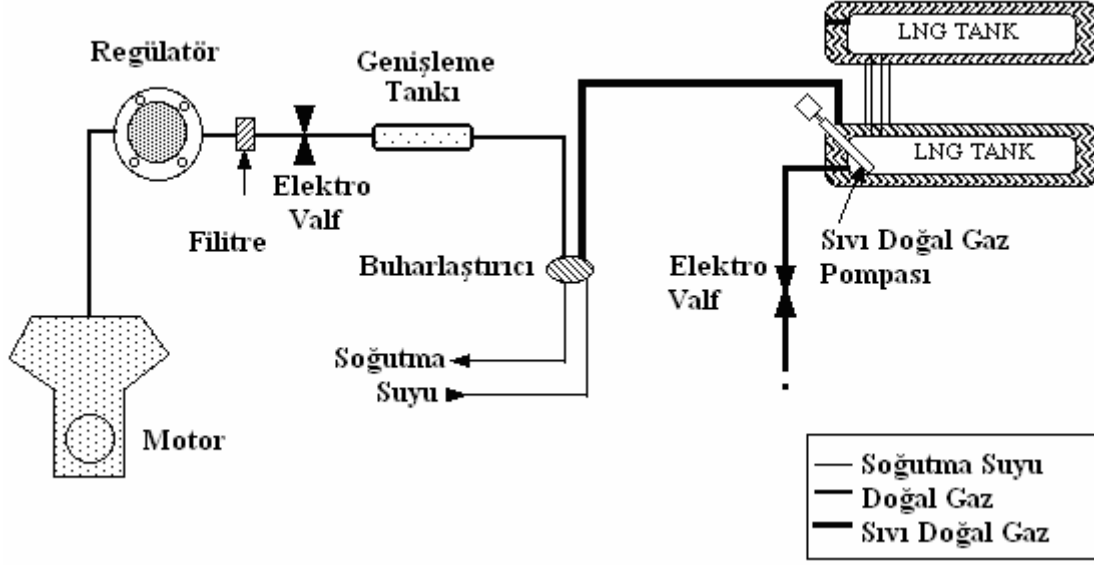 LNG TANK
Regülatör
Genişleme
Tankı
LNG TANK
Elektro
Valf
Filitre
Sıvı Doğal Gaz
Pompası
Buharlaştırıcı
Elektro
Valf
Soğutma
Suyu
Motor
Soğutma Suyu
Doğal Gaz
Sıvı Doğal Gaz